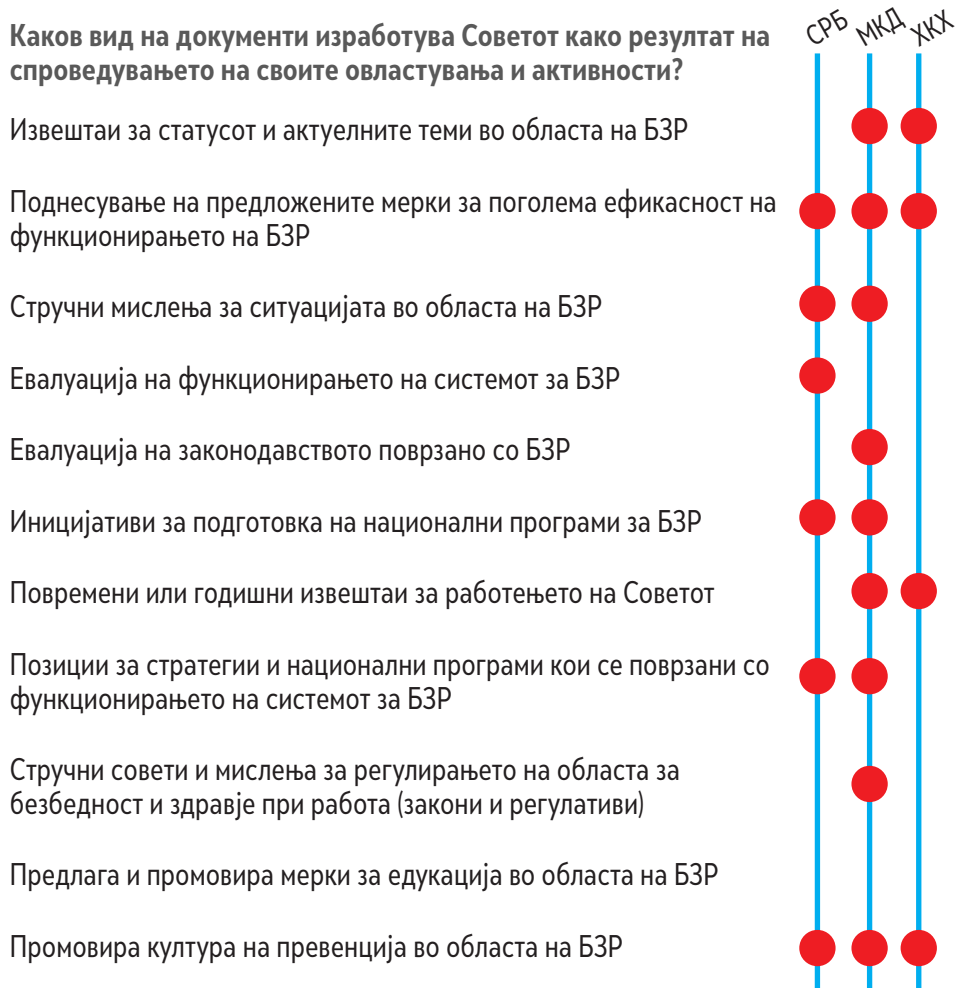 Каков вид на документи изработува Советот како резултат на
спроведувањето на своите овластувања и активности?
СРБ
МКД
ХКХ
Извештаи за статусот и актуелните теми во областа на БЗР
Поднесување на предложените мерки за поголема ефикасност на
функционирањето на БЗР
Стручни мислења за ситуацијата во областа на БЗР
Евалуација на функционирањето на системот за БЗР
Евалуација на законодавството поврзано со БЗР
Иницијативи за подготовка на национални програми за БЗР
Повремени или годишни извештаи за работењето на Советот
Позиции за стратегии и национални програми кои се поврзани со
функционирањето на системот за БЗР
Стручни совети и мислења за регулирањето на областа за
безбедност и здравје при работа (закони и регулативи)
Предлага и промовира мерки за едукација во областа на БЗР
Промовира култура на превенција во областа на БЗР